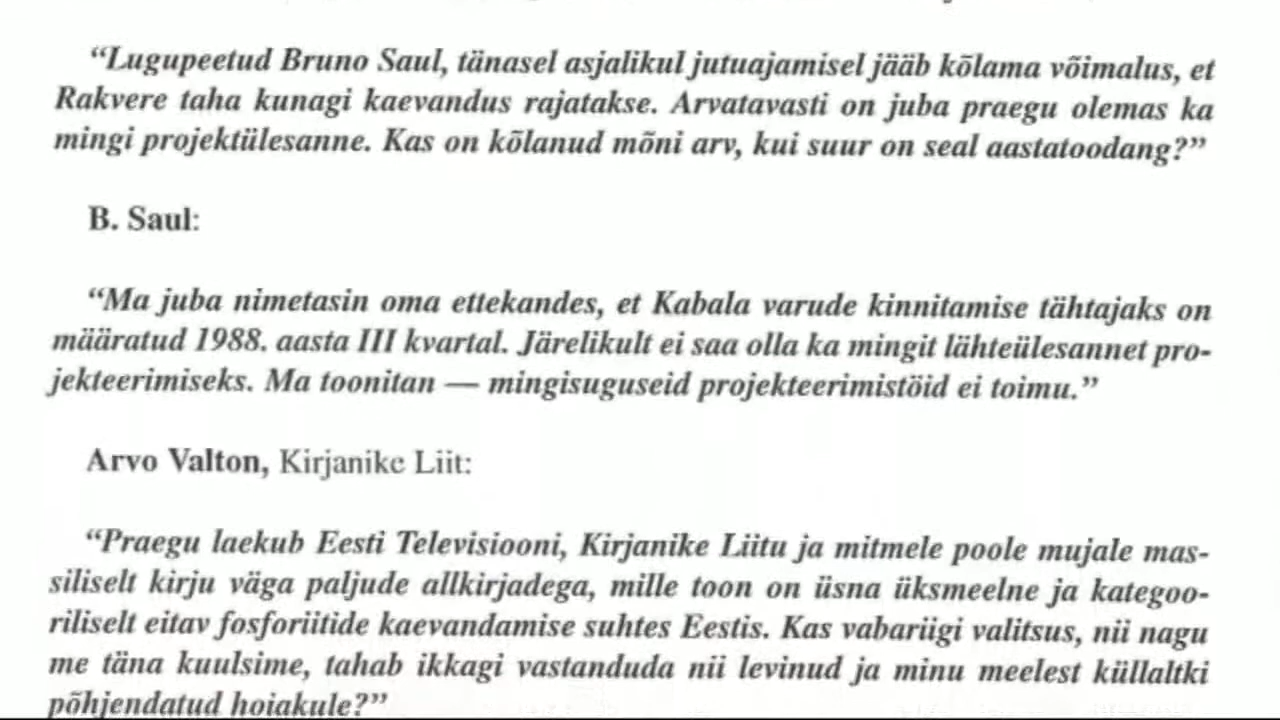 “Lugupeetud Bruno Saul, tänasel asjalikul jutuajamisel jääb kõlama võimalus, et
Rakvere taha kunagi kaevandus rajatakse. Arvatavasti on juba praegu olemas ka
mingi projektülesanne. Kas on kõlanud mõni arv, kui suur on seal aastatoodang?”
B. Saul:
“Ma juba nimetasin oma ettekandes, et Kabala varude kinnitamise tähtajaks on
määratud 1988. aasta III kvartal. Järelikult ei saa olla ka mingit lähteülesannet pro-
jekteerimiseks. Ma toonitan — mingisuguseid projekteerimistöid ei toimu.”
Arvo Valton, Kirjanike Liit:
“Praegu laekub Eesti Televisiooni, Kirjanike Liitu ja mitmele poole mujale mas-
siliselt kirju väga paljude allkirjadega, mille toon on üsna üksmeelne ja kategoo-
riliselt eitav fosforiitide kaevandamise suhtes Eestis. Kas vabariigi valitsus, nii nagu
me täna kuulsime, tahab ikkagi vastanduda nii levinud ja minu meelest küllaltki
põhjendatud hoiakule?”